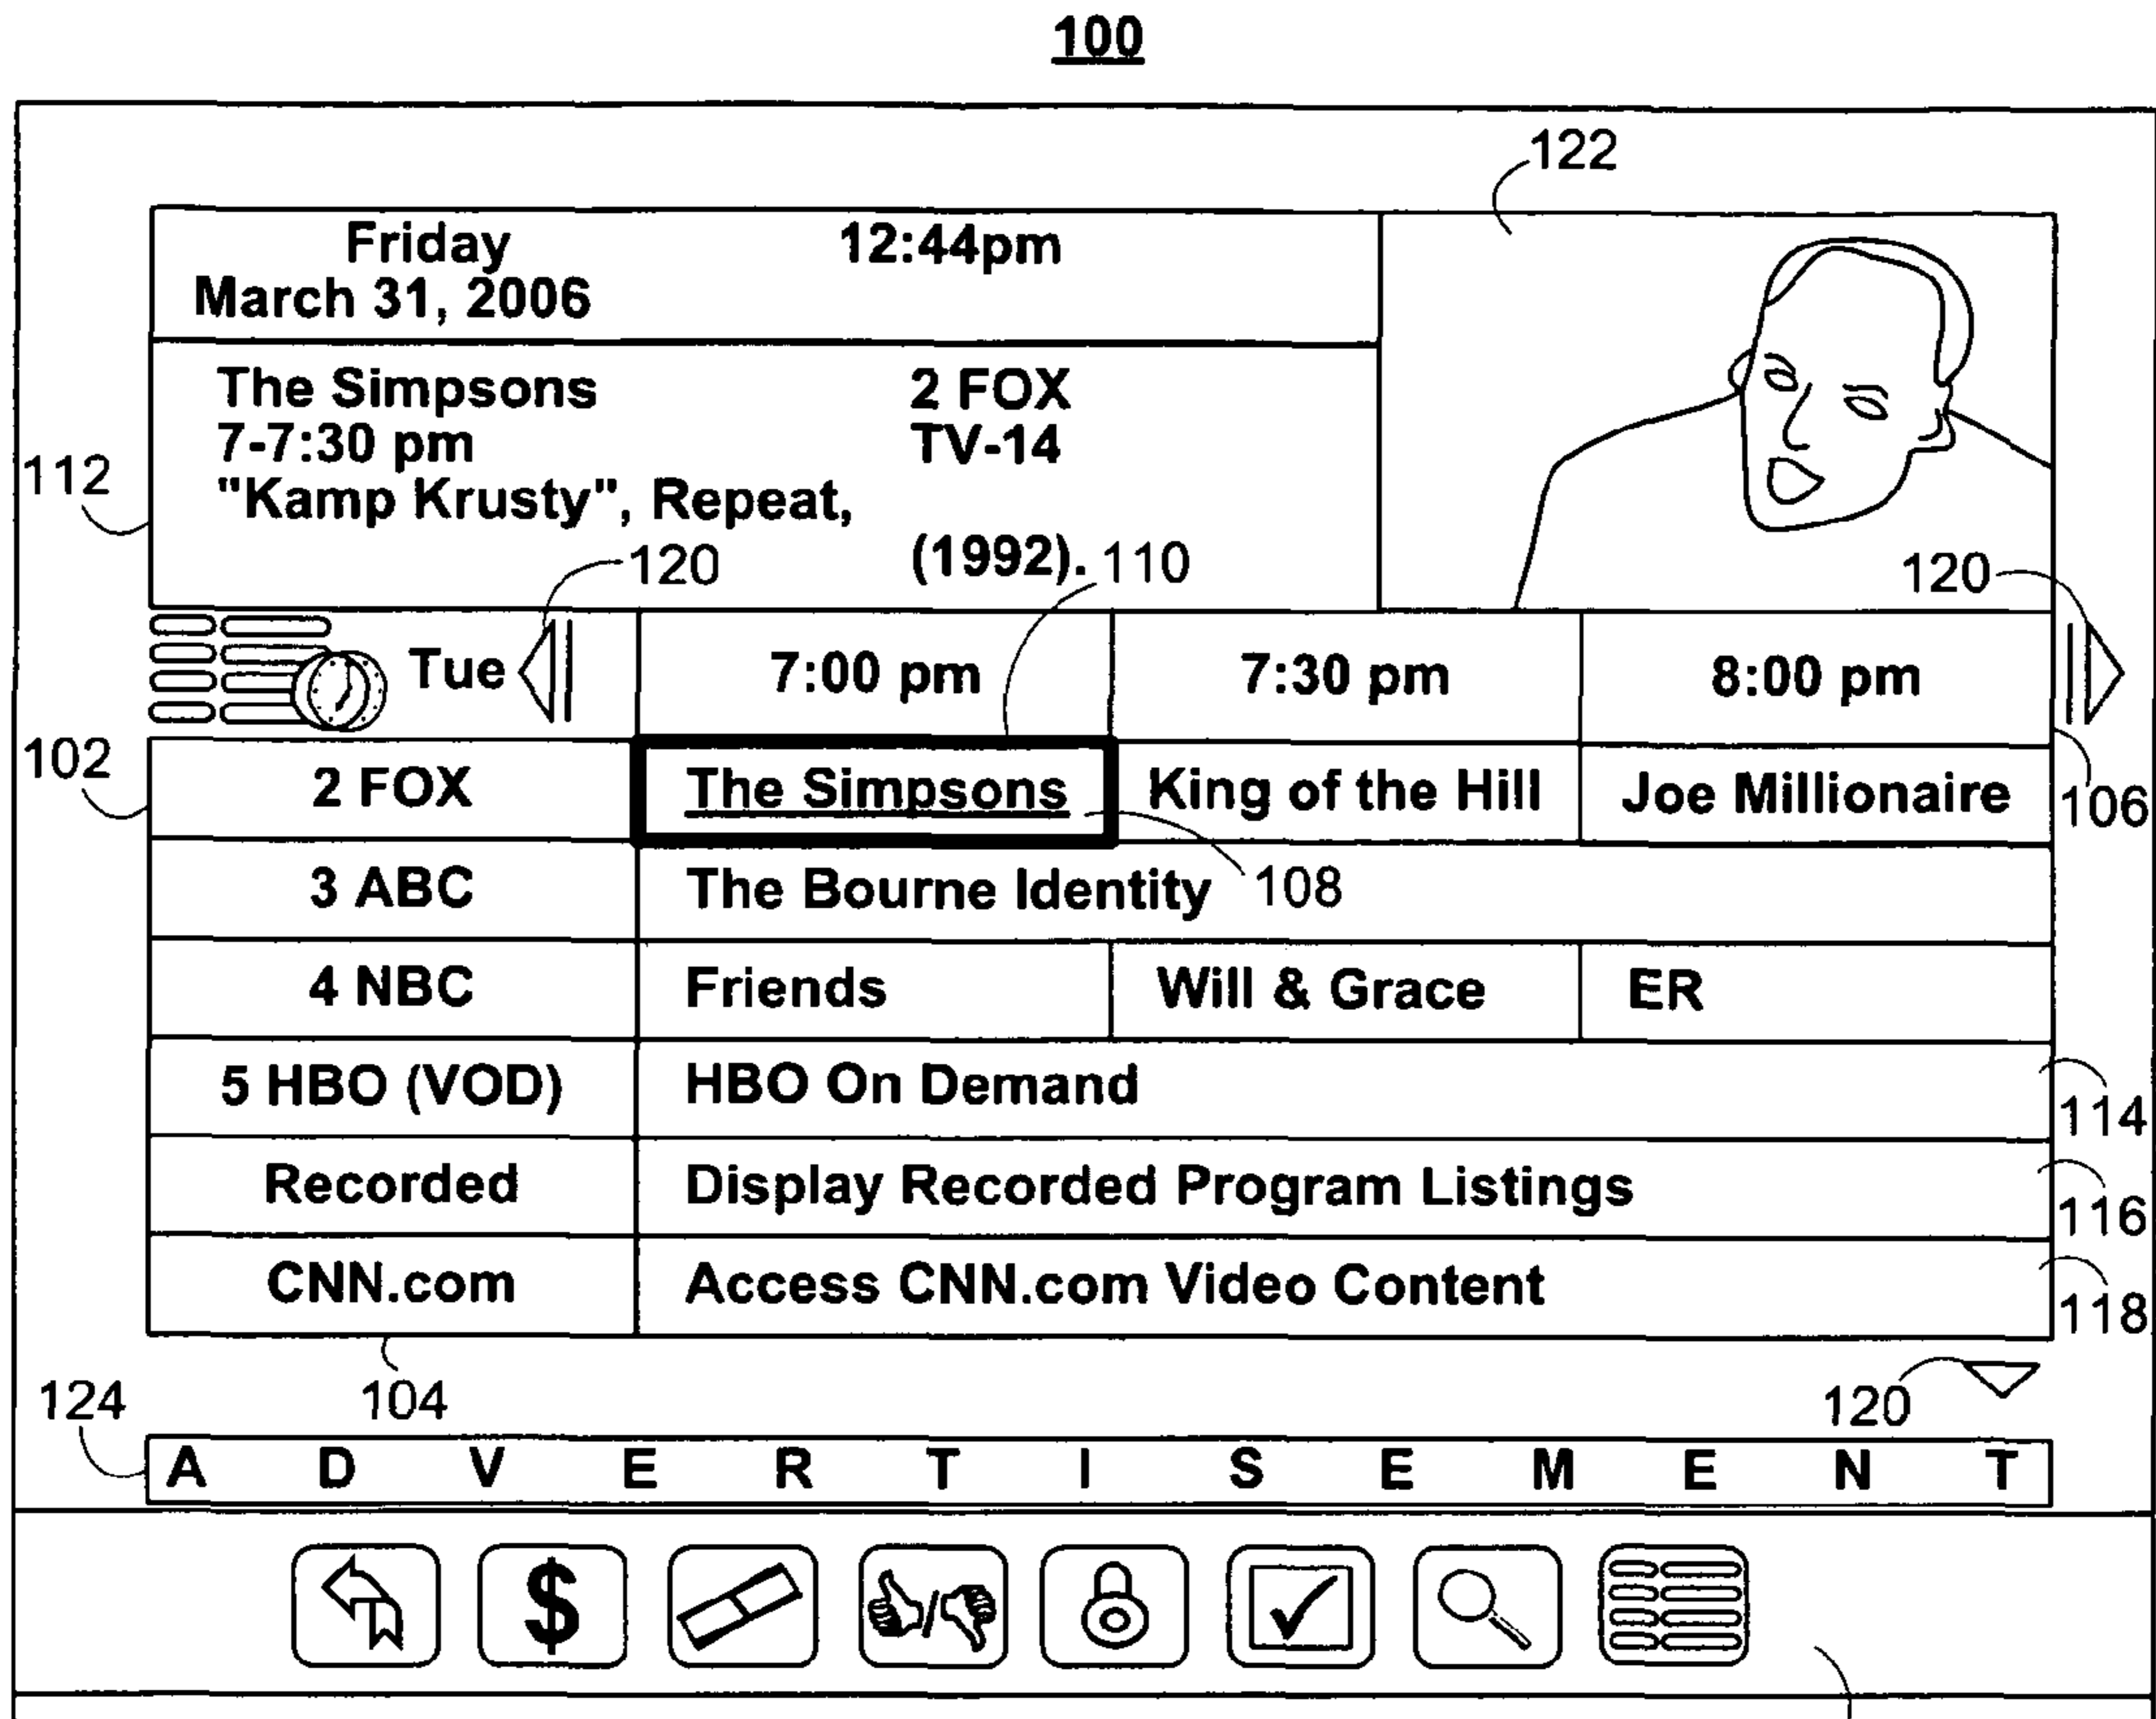 100
122
Friday 12:44pm
March 31, 2006
The Simpsons 2 FOX
7-7:30 pm TV-14
112
"Kamp Krusty", Repeat,
(1992).
120
110
120
Tue 7:00 pm 7:30 pm 8:00 pm
102
2 FOX The Simpsons King of the Hill Joe Millionaire
106
3 ABC The Bourne Identity
108
4 NBC Friends Will & Grace ER
5 HBO (VOD) HBO On Demand
114
Recorded Display Recorded Program Listings
116
CNN.com Access CNN.com Video Content
118
124
104
120
A D V E R T I S E M E N T
$